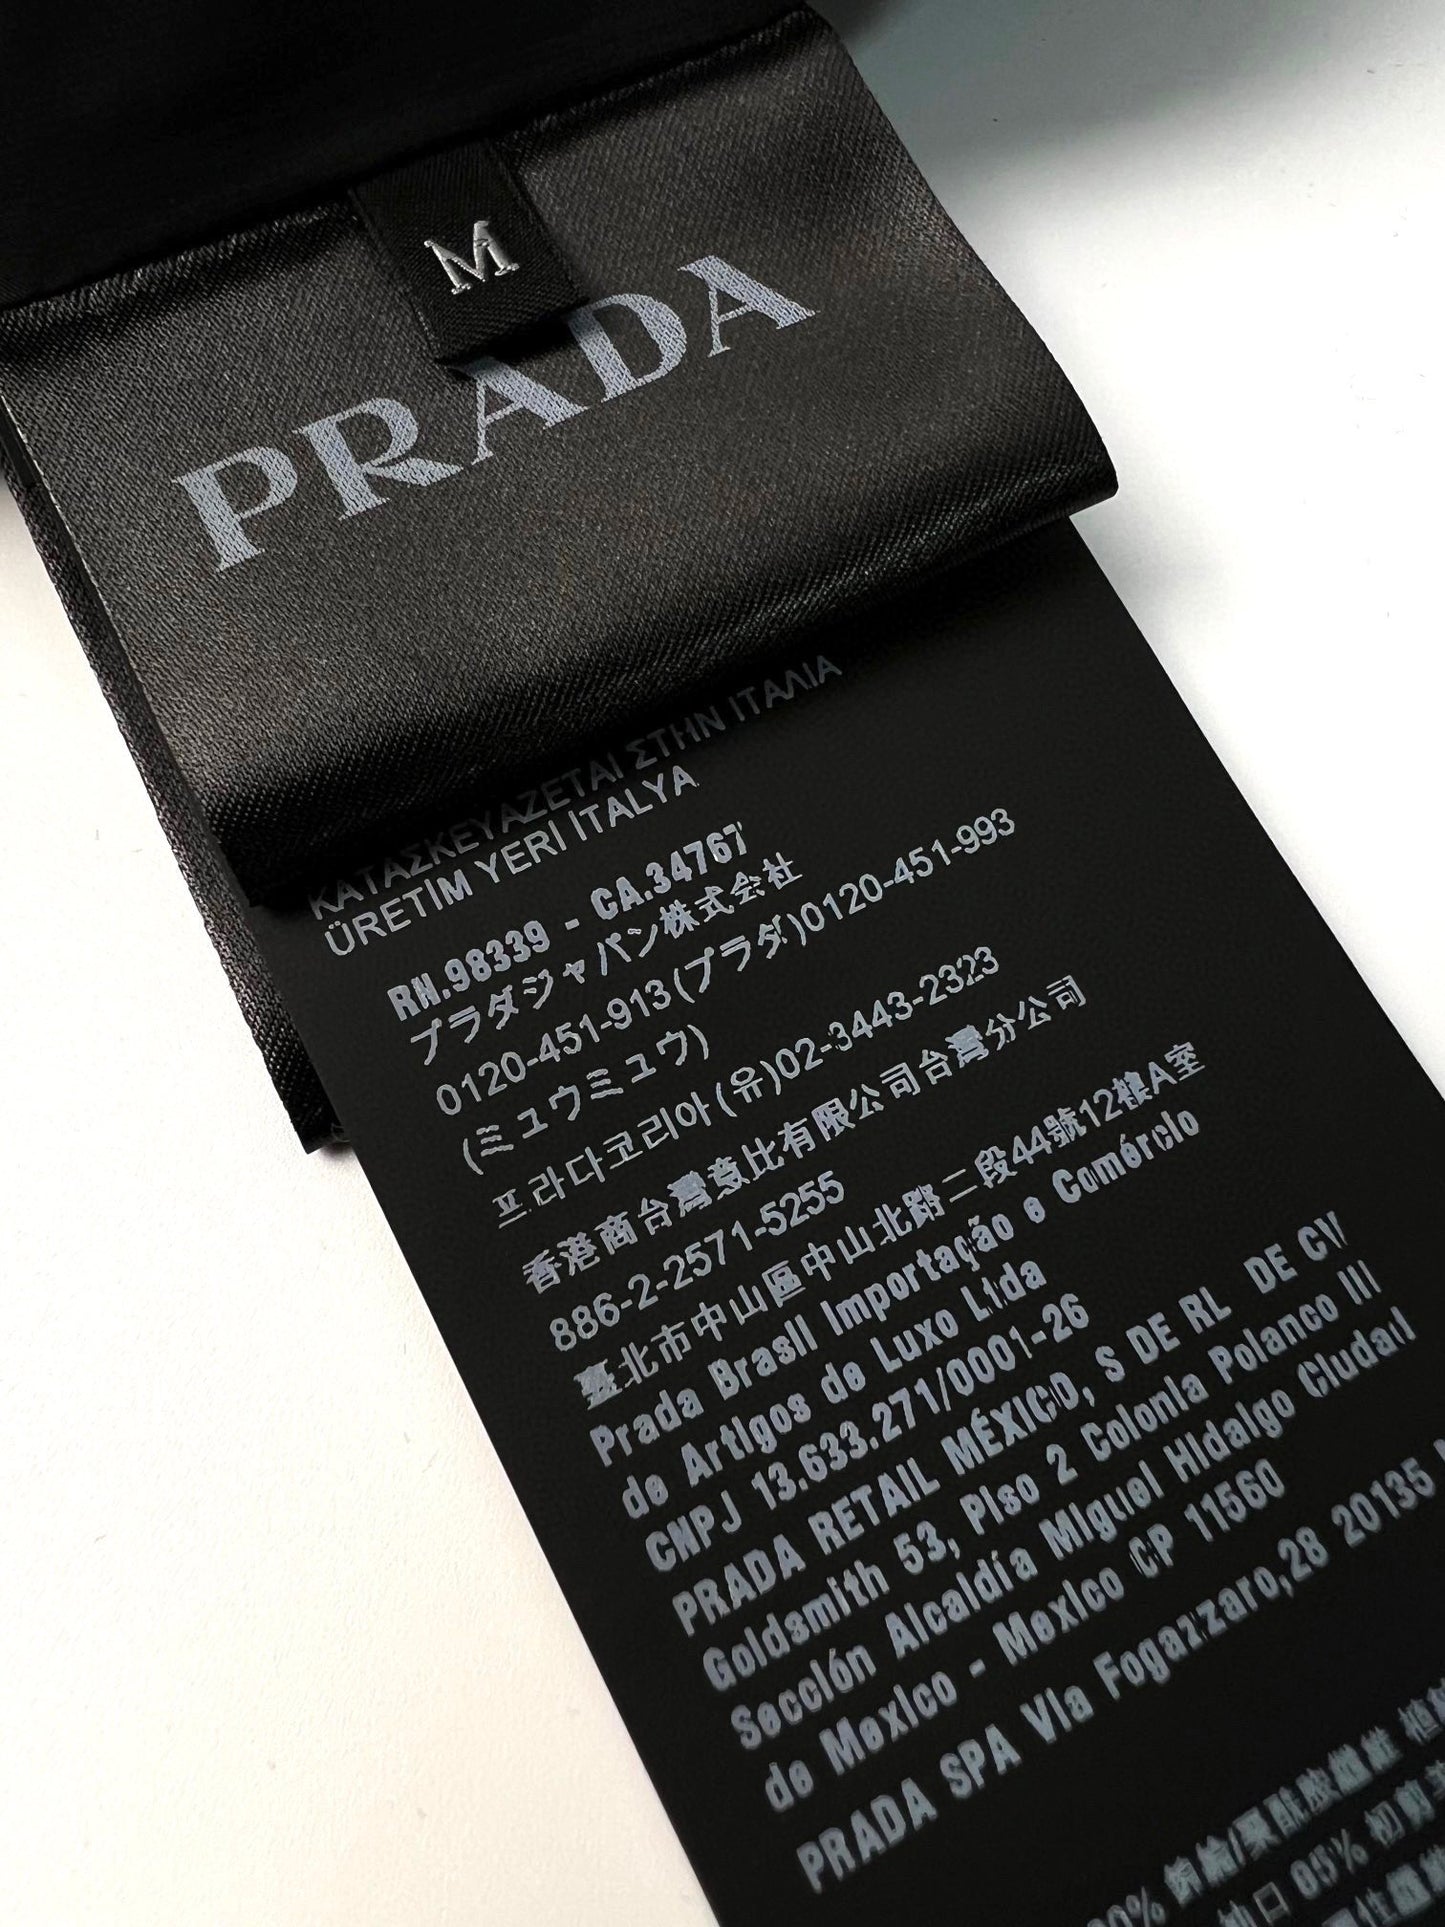 M
PRADA
ΚΑΤΑΣKEYAZETAI ΣΤΗΝ ΙΤΑΛΙΑ
ÜRETİM YERİ İTALYA
RN.98339 - CA.34767
プラダジャパン株式会社
0120-451-913(プラダ)0120-451-993
(ミュウミュウ)
프라다코리아(유)02-3443-2323
香港商台灣意比有限公司台灣分公司
886-2-2571-5255
臺北市中山區中山北路二段44號12樓A室
Prada Brasil Importação e Comércio
de Artigos de Luxo Ltda
CNPJ 13.633.271/0001-26
PRADA RETAIL MÉXICO, S DE RL DE CV
Goldsmith 53, Piso 2 Colonia Polanco III
Sección Alcaldía Miguel Hidalgo Ciudad
de Mexico - Mexico CP 11560
PRADA SPA Via Fogazzaro,28 20135